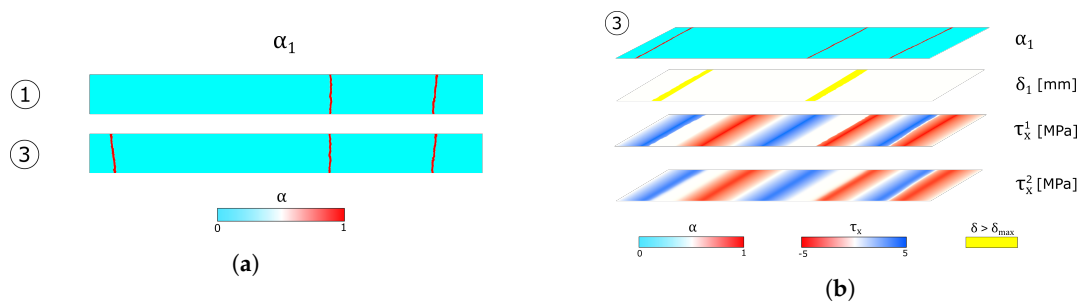 α₁
①
③
α
0 1
(a)
③
α₁
δ₁ [mm]
τₓ¹ [MPa]
τₓ² [MPa]
α
0 1
τₓ
-5 5
δ > δmax
(b)